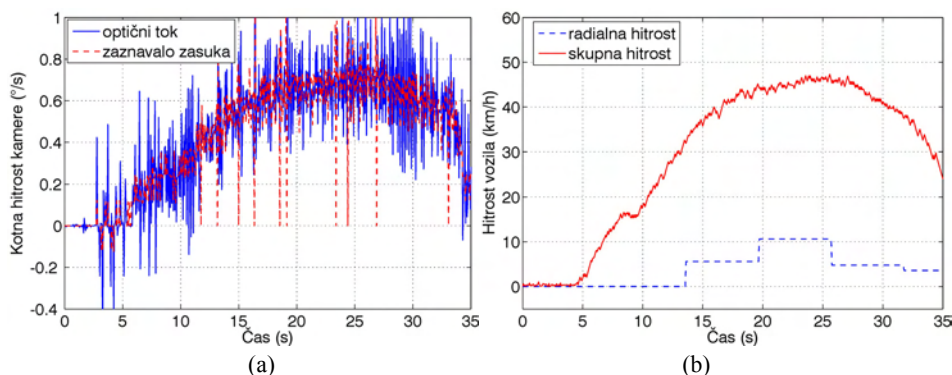 optični tok
zaznavalo zasuka
Kotna hitrost kamere (°/s)
1
0.8
0.6
0.4
0.2
0
-0.2
-0.4
0 5 10 15 20 25 30 35
Čas (s)
(a)
radialna hitrost
skupna hitrost
Hitrost vozila (km/h)
60
50
40
30
20
10
0
0 5 10 15 20 25 30 35
Čas (s)
(b)